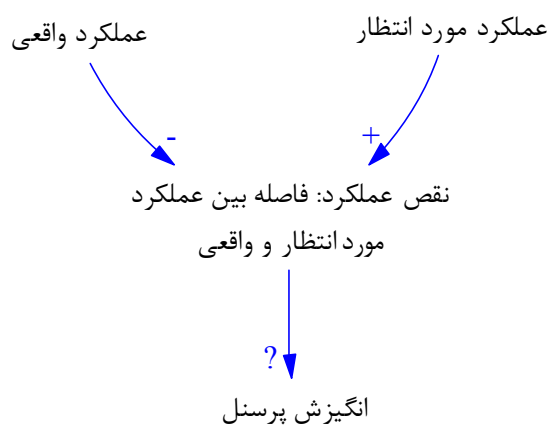 عملکرد مورد انتظار
عملکرد واقعی
+
-
نقص عملکرد: فاصله بین عملکرد
مورد انتظار و واقعی
?
انگیزش پرسنل